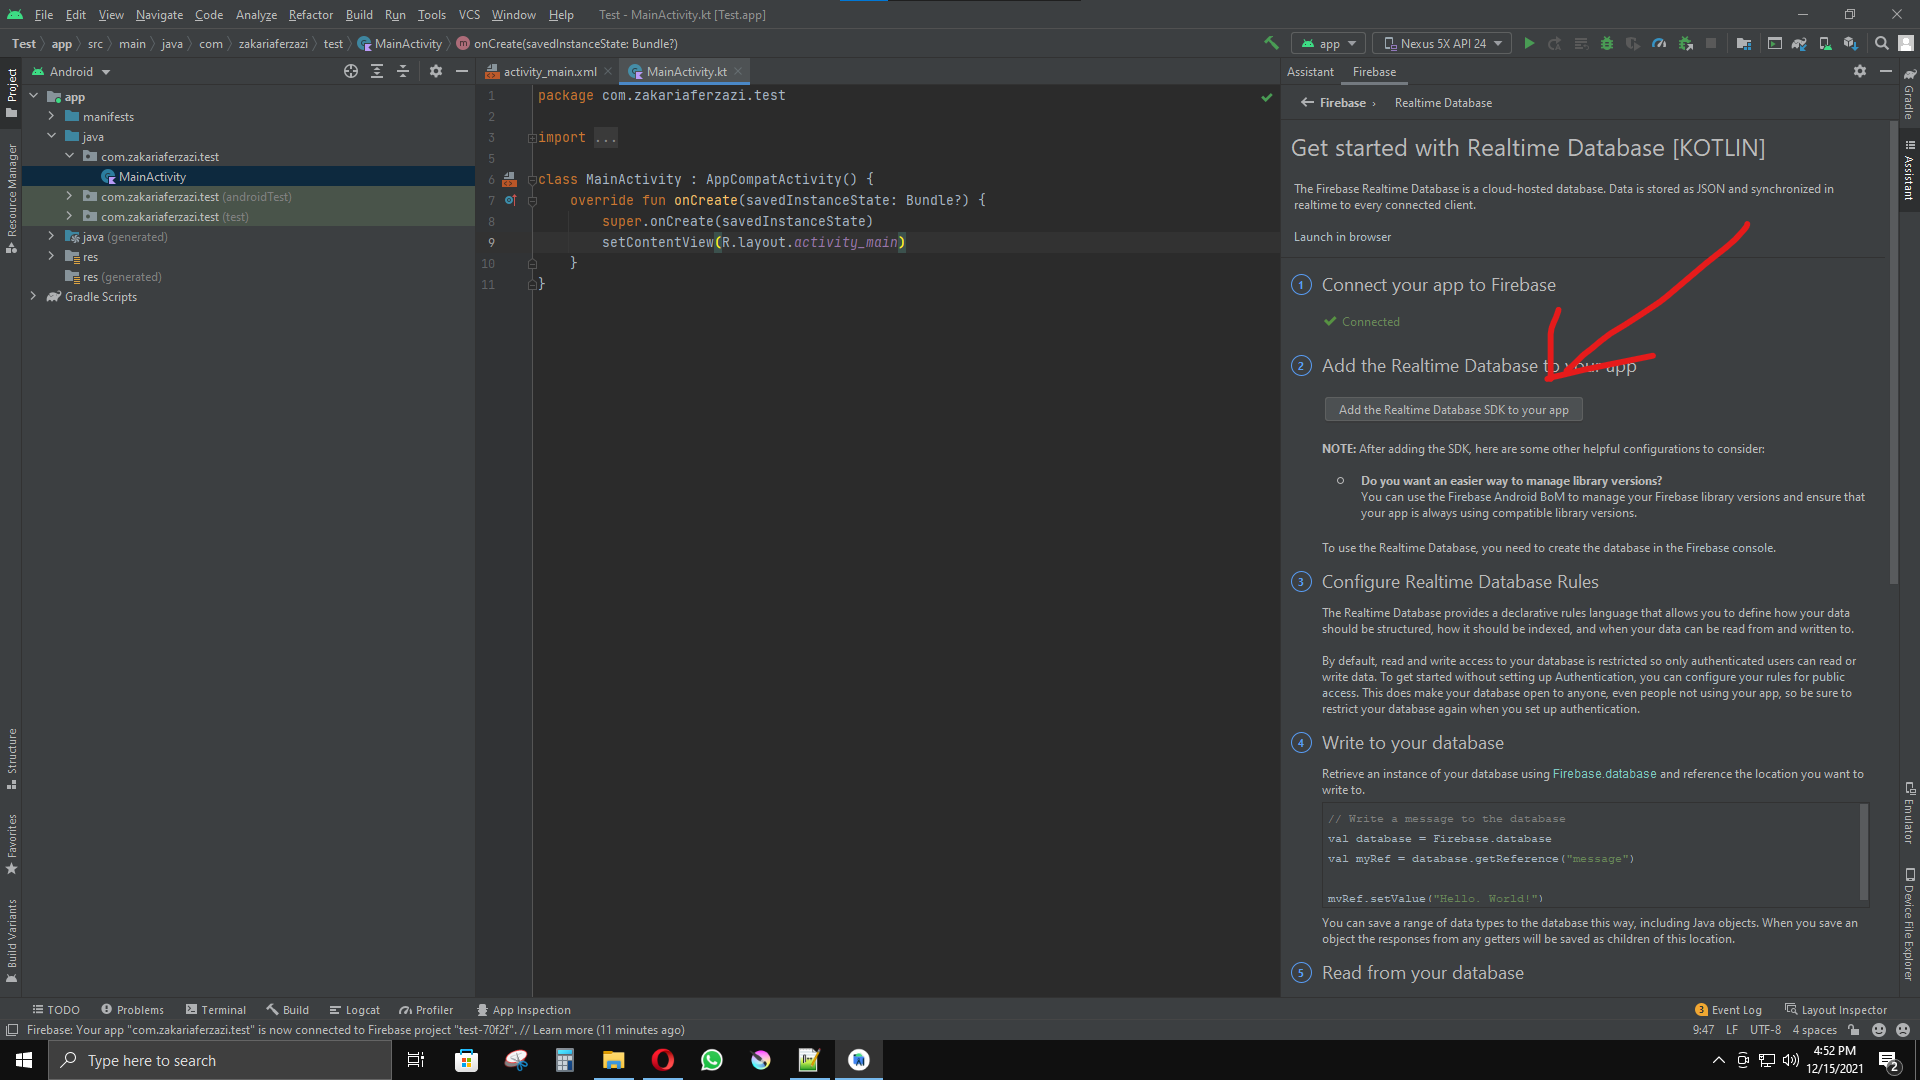 File Edit View Navigate Code Analyze Refactor Build Run Tools VCS Window Help Test - MainActivity.kt [Test.app]
Test app src main java com zakariaferzazi test MainActivity onCreate(savedInstanceState: Bundle?)
app Nexus 5X API 24
Project
Resource Manager
Structure
Favorites
Build Variants
Android
app
manifests
java
com.zakariaferzazi.test
MainActivity
com.zakariaferzazi.test (androidTest)
com.zakariaferzazi.test (test)
java (generated)
res
res (generated)
Gradle Scripts
activity_main.xml MainActivity.kt
1 package com.zakariaferzazi.test
2
3 import ...
5
6 class MainActivity : AppCompatActivity() {
7 override fun onCreate(savedInstanceState: Bundle?) {
8 super.onCreate(savedInstanceState)
9 setContentView(R.layout.activity_main)
10 }
11 }
Assistant Firebase
Firebase › Realtime Database
Get started with Realtime Database [KOTLIN]
The Firebase Realtime Database is a cloud-hosted database. Data is stored as JSON and synchronized in
realtime to every connected client.
Launch in browser
1 Connect your app to Firebase
Connected
2 Add the Realtime Database to your app
Add the Realtime Database SDK to your app
NOTE: After adding the SDK, here are some other helpful configurations to consider:
Do you want an easier way to manage library versions?
You can use the Firebase Android BoM to manage your Firebase library versions and ensure that
your app is always using compatible library versions.
To use the Realtime Database, you need to create the database in the Firebase console.
3 Configure Realtime Database Rules
The Realtime Database provides a declarative rules language that allows you to define how your data
should be structured, how it should be indexed, and when your data can be read from and written to.
By default, read and write access to your database is restricted so only authenticated users can read or
write data. To get started without setting up Authentication, you can configure your rules for public
access. This does make your database open to anyone, even people not using your app, so be sure to
restrict your database again when you set up authentication.
4 Write to your database
Retrieve an instance of your database using Firebase.database and reference the location you want to
write to.
// Write a message to the database
val database = Firebase.database
val myRef = database.getReference("message")
myRef.setValue("Hello, World!")
You can save a range of data types to the database this way, including Java objects. When you save an
object the responses from any getters will be saved as children of this location.
5 Read from your database
Gradle
Assistant
Emulator
Device File Explorer
TODO Problems Terminal Build Logcat Profiler App Inspection 3 Event Log Layout Inspector
Firebase: Your app "com.zakariaferzazi.test" is now connected to Firebase project "test-70f2f". // Learn more (11 minutes ago) 9:47 LF UTF-8 4 spaces
Type here to search
4:52 PM
12/15/2021
2